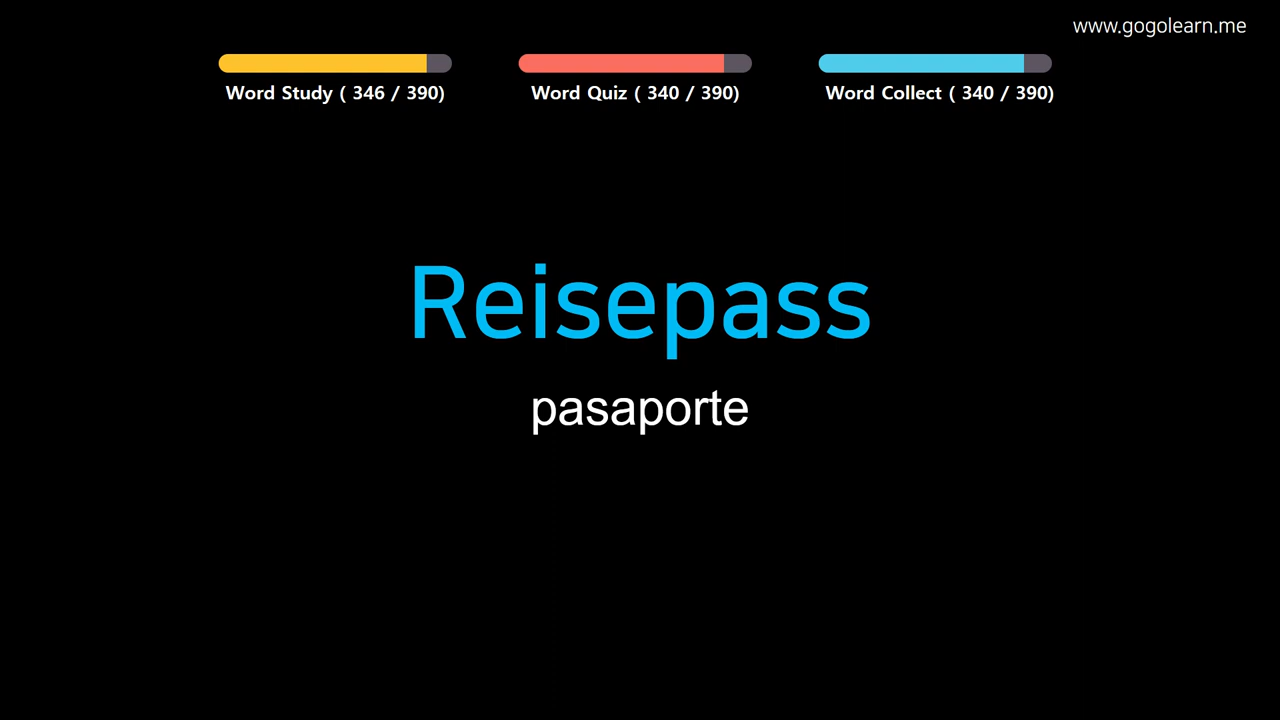 www.gogolearn.me
Word Study ( 346 / 390)
Word Quiz ( 340 / 390)
Word Collect ( 340 / 390)
Reisepass
pasaporte